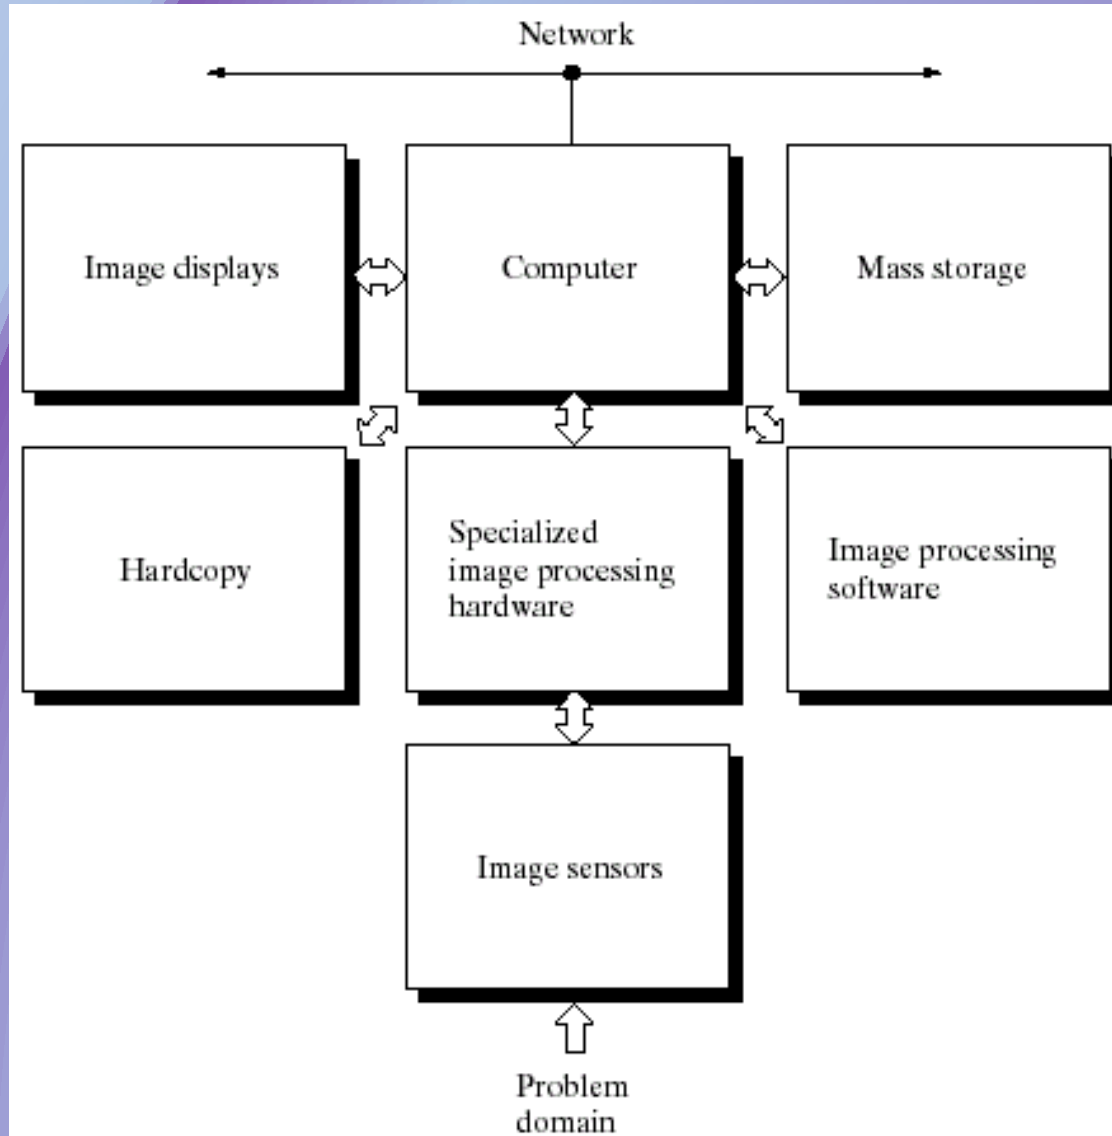 Network
Image displays
Computer
Mass storage
Hardcopy
Specialized
image processing
hardware
Image processing
software
Image sensors
Problem
domain